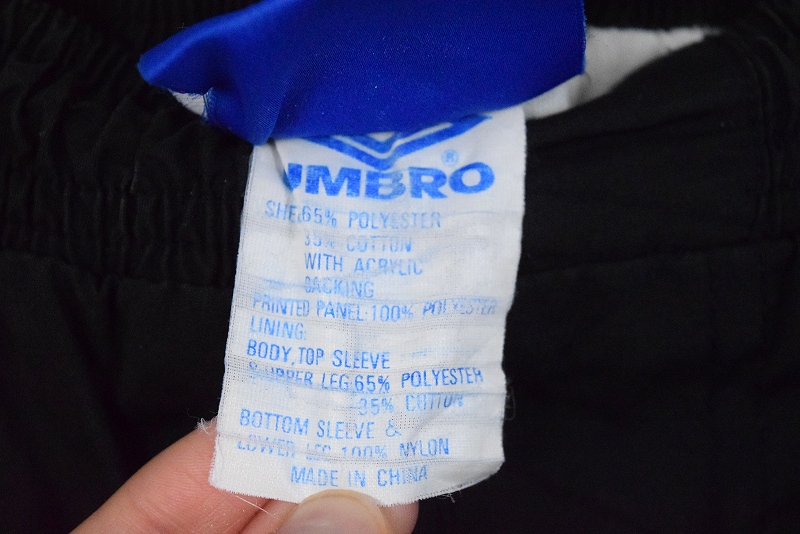 UMBRO®
SHE 65% POLYESTER
35% COTTON
WITH ACRYLIC
BACKING
PRINTED PANEL:100% POLYESTER
LINING:
BODY,TOP SLEEVE
& UPPER LEG:65% POLYESTER
35% COTTON
BOTTOM SLEEVE &
LOWER LEG 100% NYLON
MADE IN CHINA